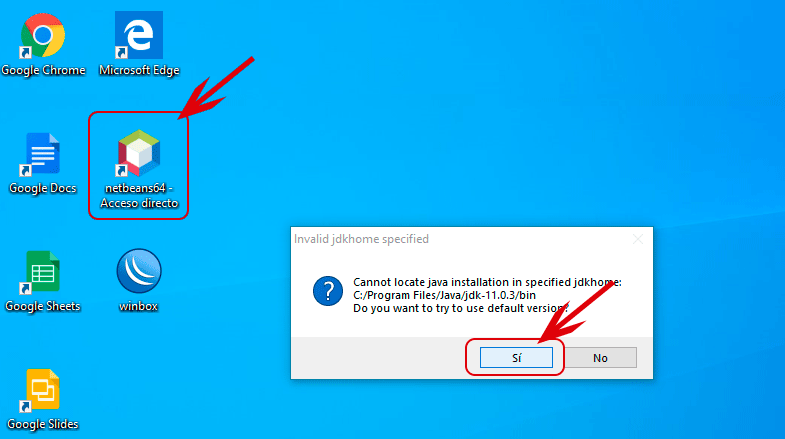 Google Chrome
Microsoft Edge
Google Docs
netbeans64 -
Acceso directo
Google Sheets
winbox
Google Slides
Invalid jdkhome specified
Cannot locate java installation in specified jdkhome:
C:/Program Files/Java/jdk-11.0.3/bin
Do you want to try to use default version?
Sí
No